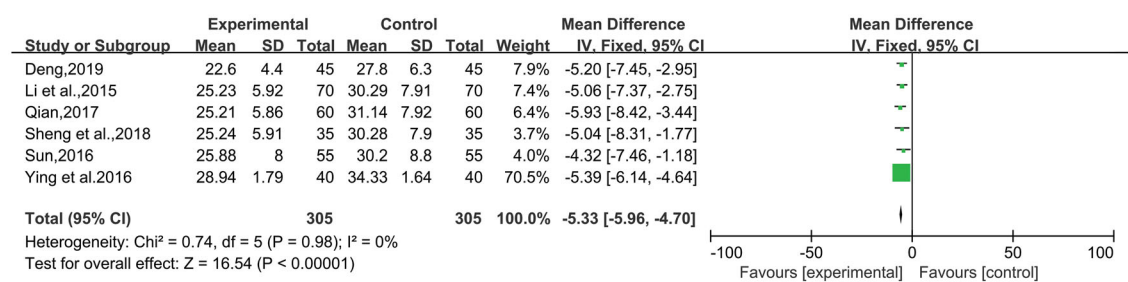 Experimental Control Mean Difference Mean Difference
Study or Subgroup Mean SD Total Mean SD Total Weight IV, Fixed, 95% CI IV, Fixed, 95% CI
Deng,2019 22.6 4.4 45 27.8 6.3 45 7.9% -5.20 [-7.45, -2.95]
Li et al.,2015 25.23 5.92 70 30.29 7.91 70 7.4% -5.06 [-7.37, -2.75]
Qian,2017 25.21 5.86 60 31.14 7.92 60 6.4% -5.93 [-8.42, -3.44]
Sheng et al.,2018 25.24 5.91 35 30.28 7.9 35 3.7% -5.04 [-8.31, -1.77]
Sun,2016 25.88 8 55 30.2 8.8 55 4.0% -4.32 [-7.46, -1.18]
Ying et al.2016 28.94 1.79 40 34.33 1.64 40 70.5% -5.39 [-6.14, -4.64]
Total (95% CI) 305 305 100.0% -5.33 [-5.96, -4.70]
Heterogeneity: Chi² = 0.74, df = 5 (P = 0.98); I² = 0%
Test for overall effect: Z = 16.54 (P < 0.00001)
-100 -50 0 50 100
Favours [experimental] Favours [control]